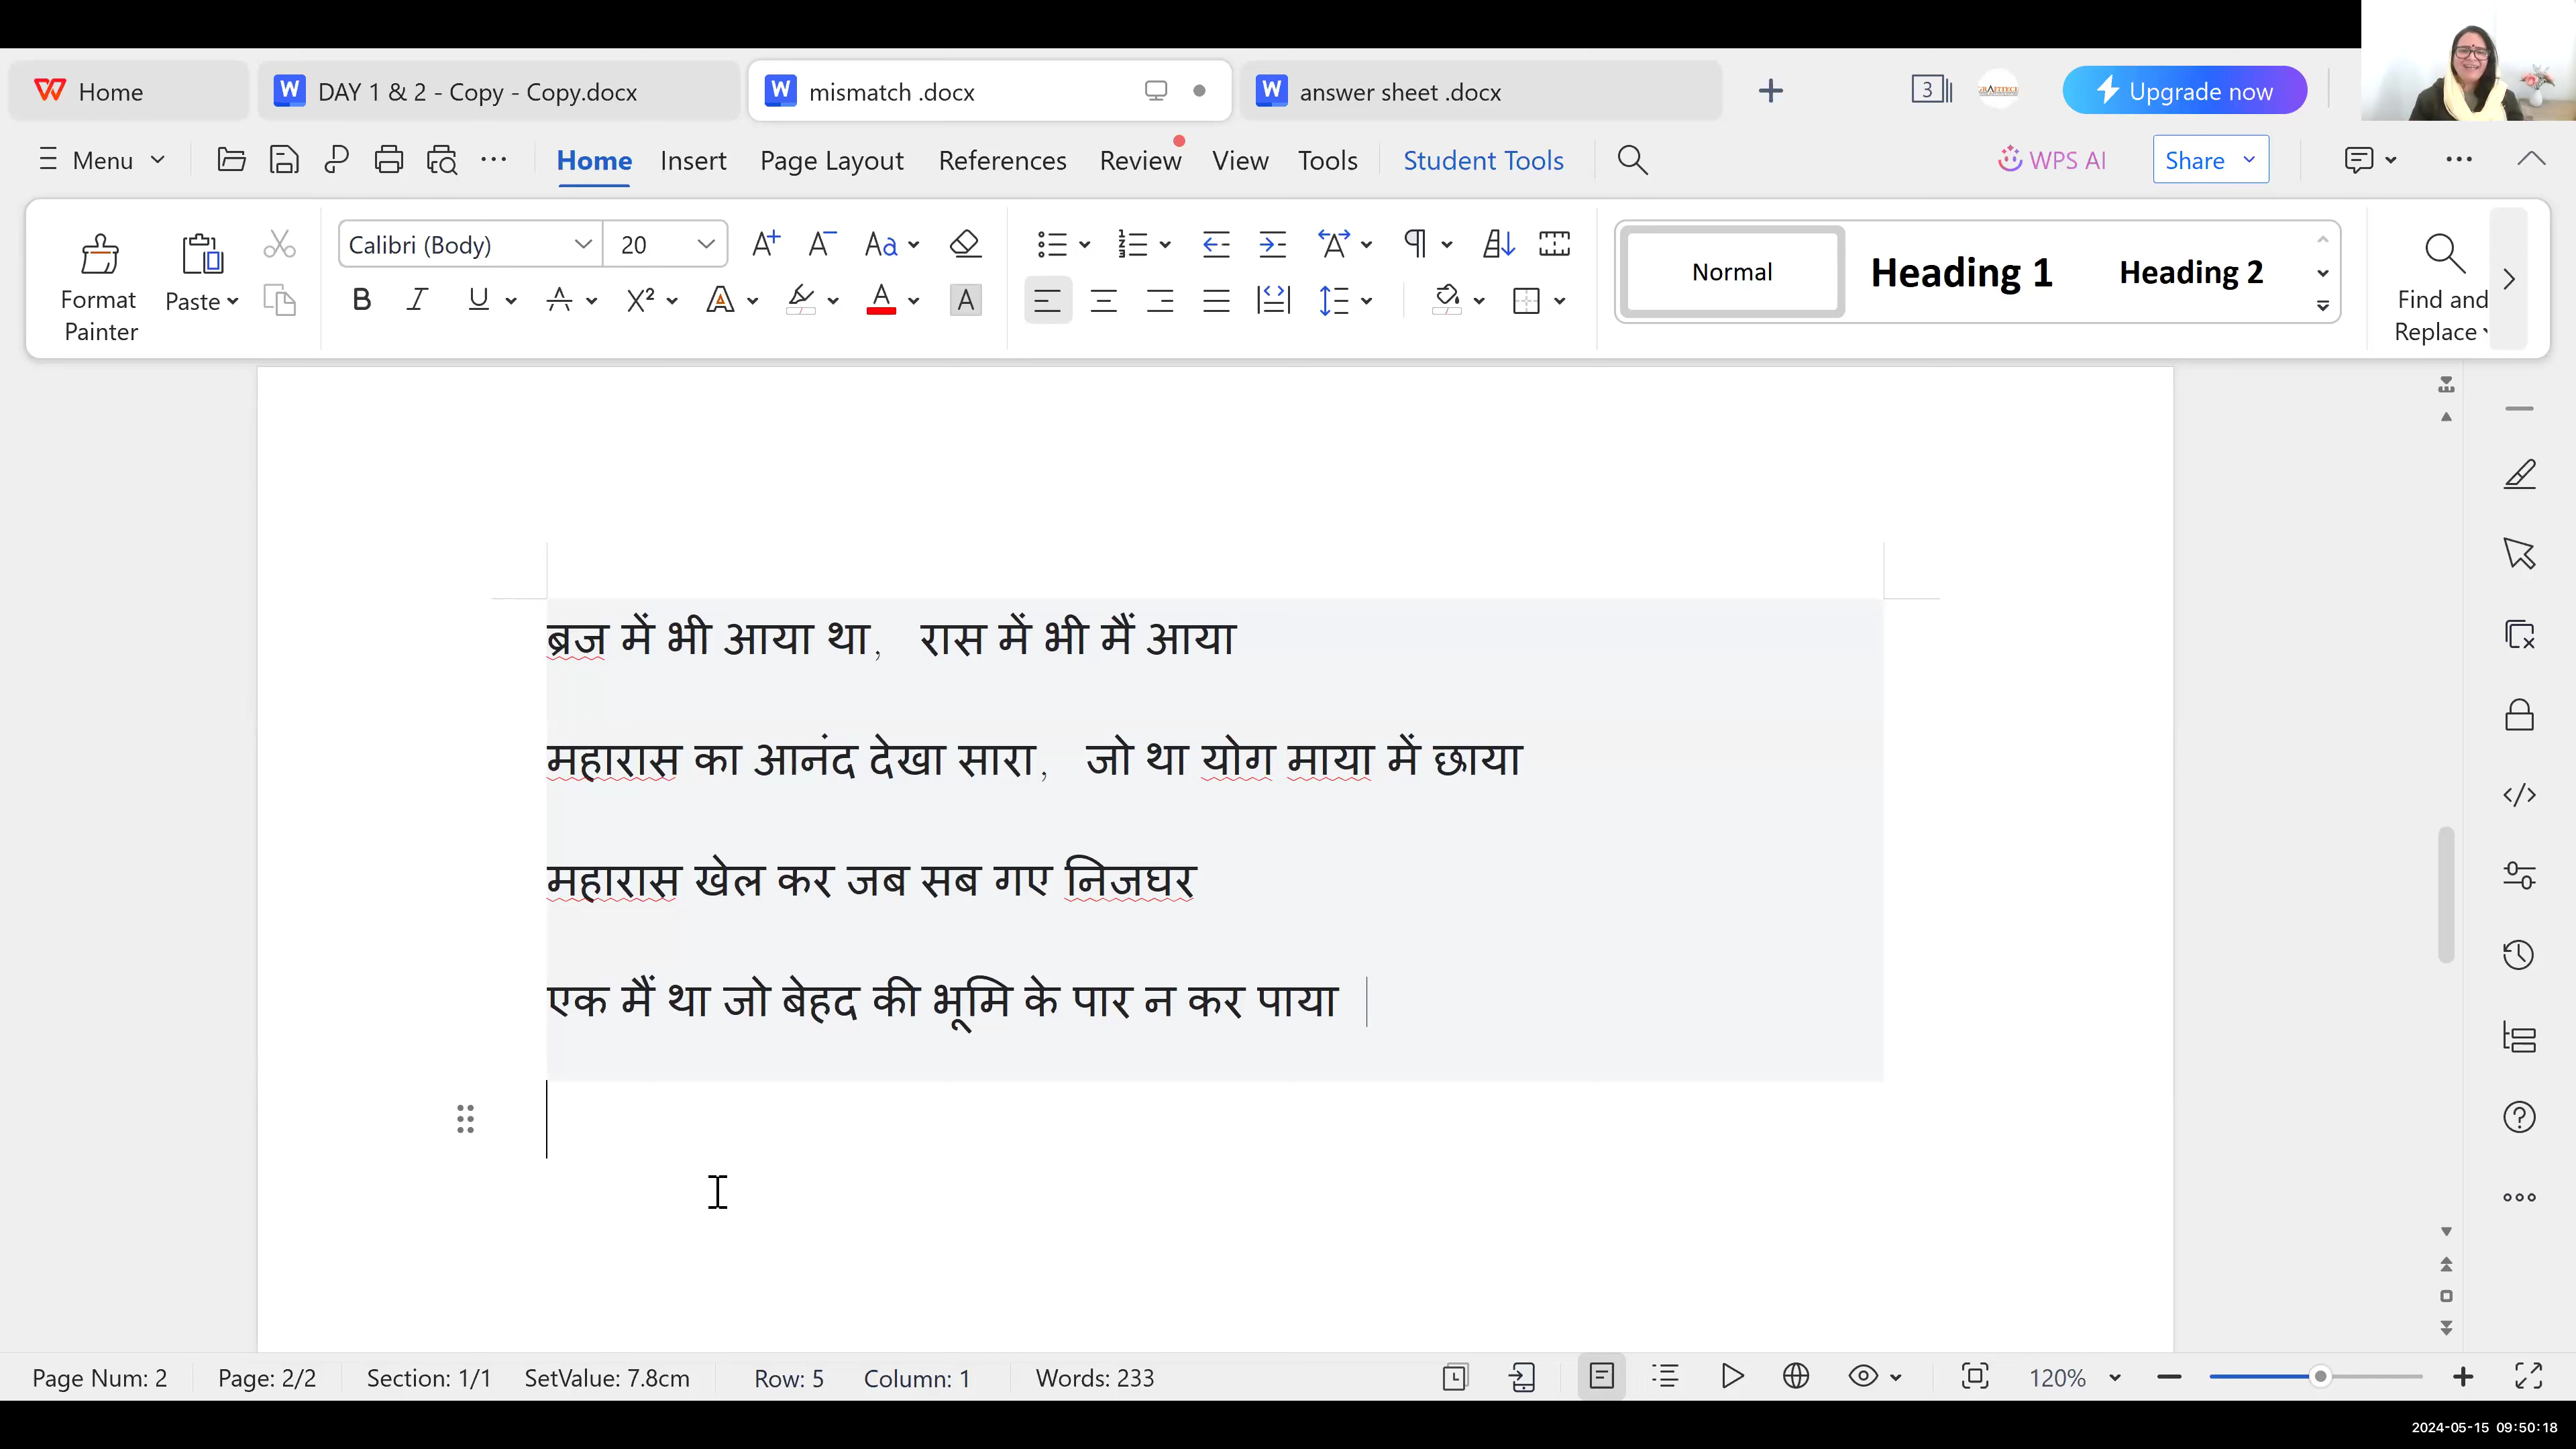 Home
DAY 1 & 2 - Copy - Copy.docx
mismatch .docx
answer sheet .docx
3
Upgrade now
Menu
Home
Insert
Page Layout
References
Review
View
Tools
Student Tools
WPS AI
Share
Format Painter
Paste
Calibri (Body)
20
Normal
Heading 1
Heading 2
Find and Replace
ब्रज में भी आया था, रास में भी मैं आया
महारास का आनंद देखा सारा, जो था योग माया में छाया
महारास खेल कर जब सब गए निजघर
एक मैं था जो बेहद की भूमि के पार न कर पाया |
Page Num: 2
Page: 2/2
Section: 1/1
SetValue: 7.8cm
Row: 5
Column: 1
Words: 233
120%
2024-05-15 09:50:18